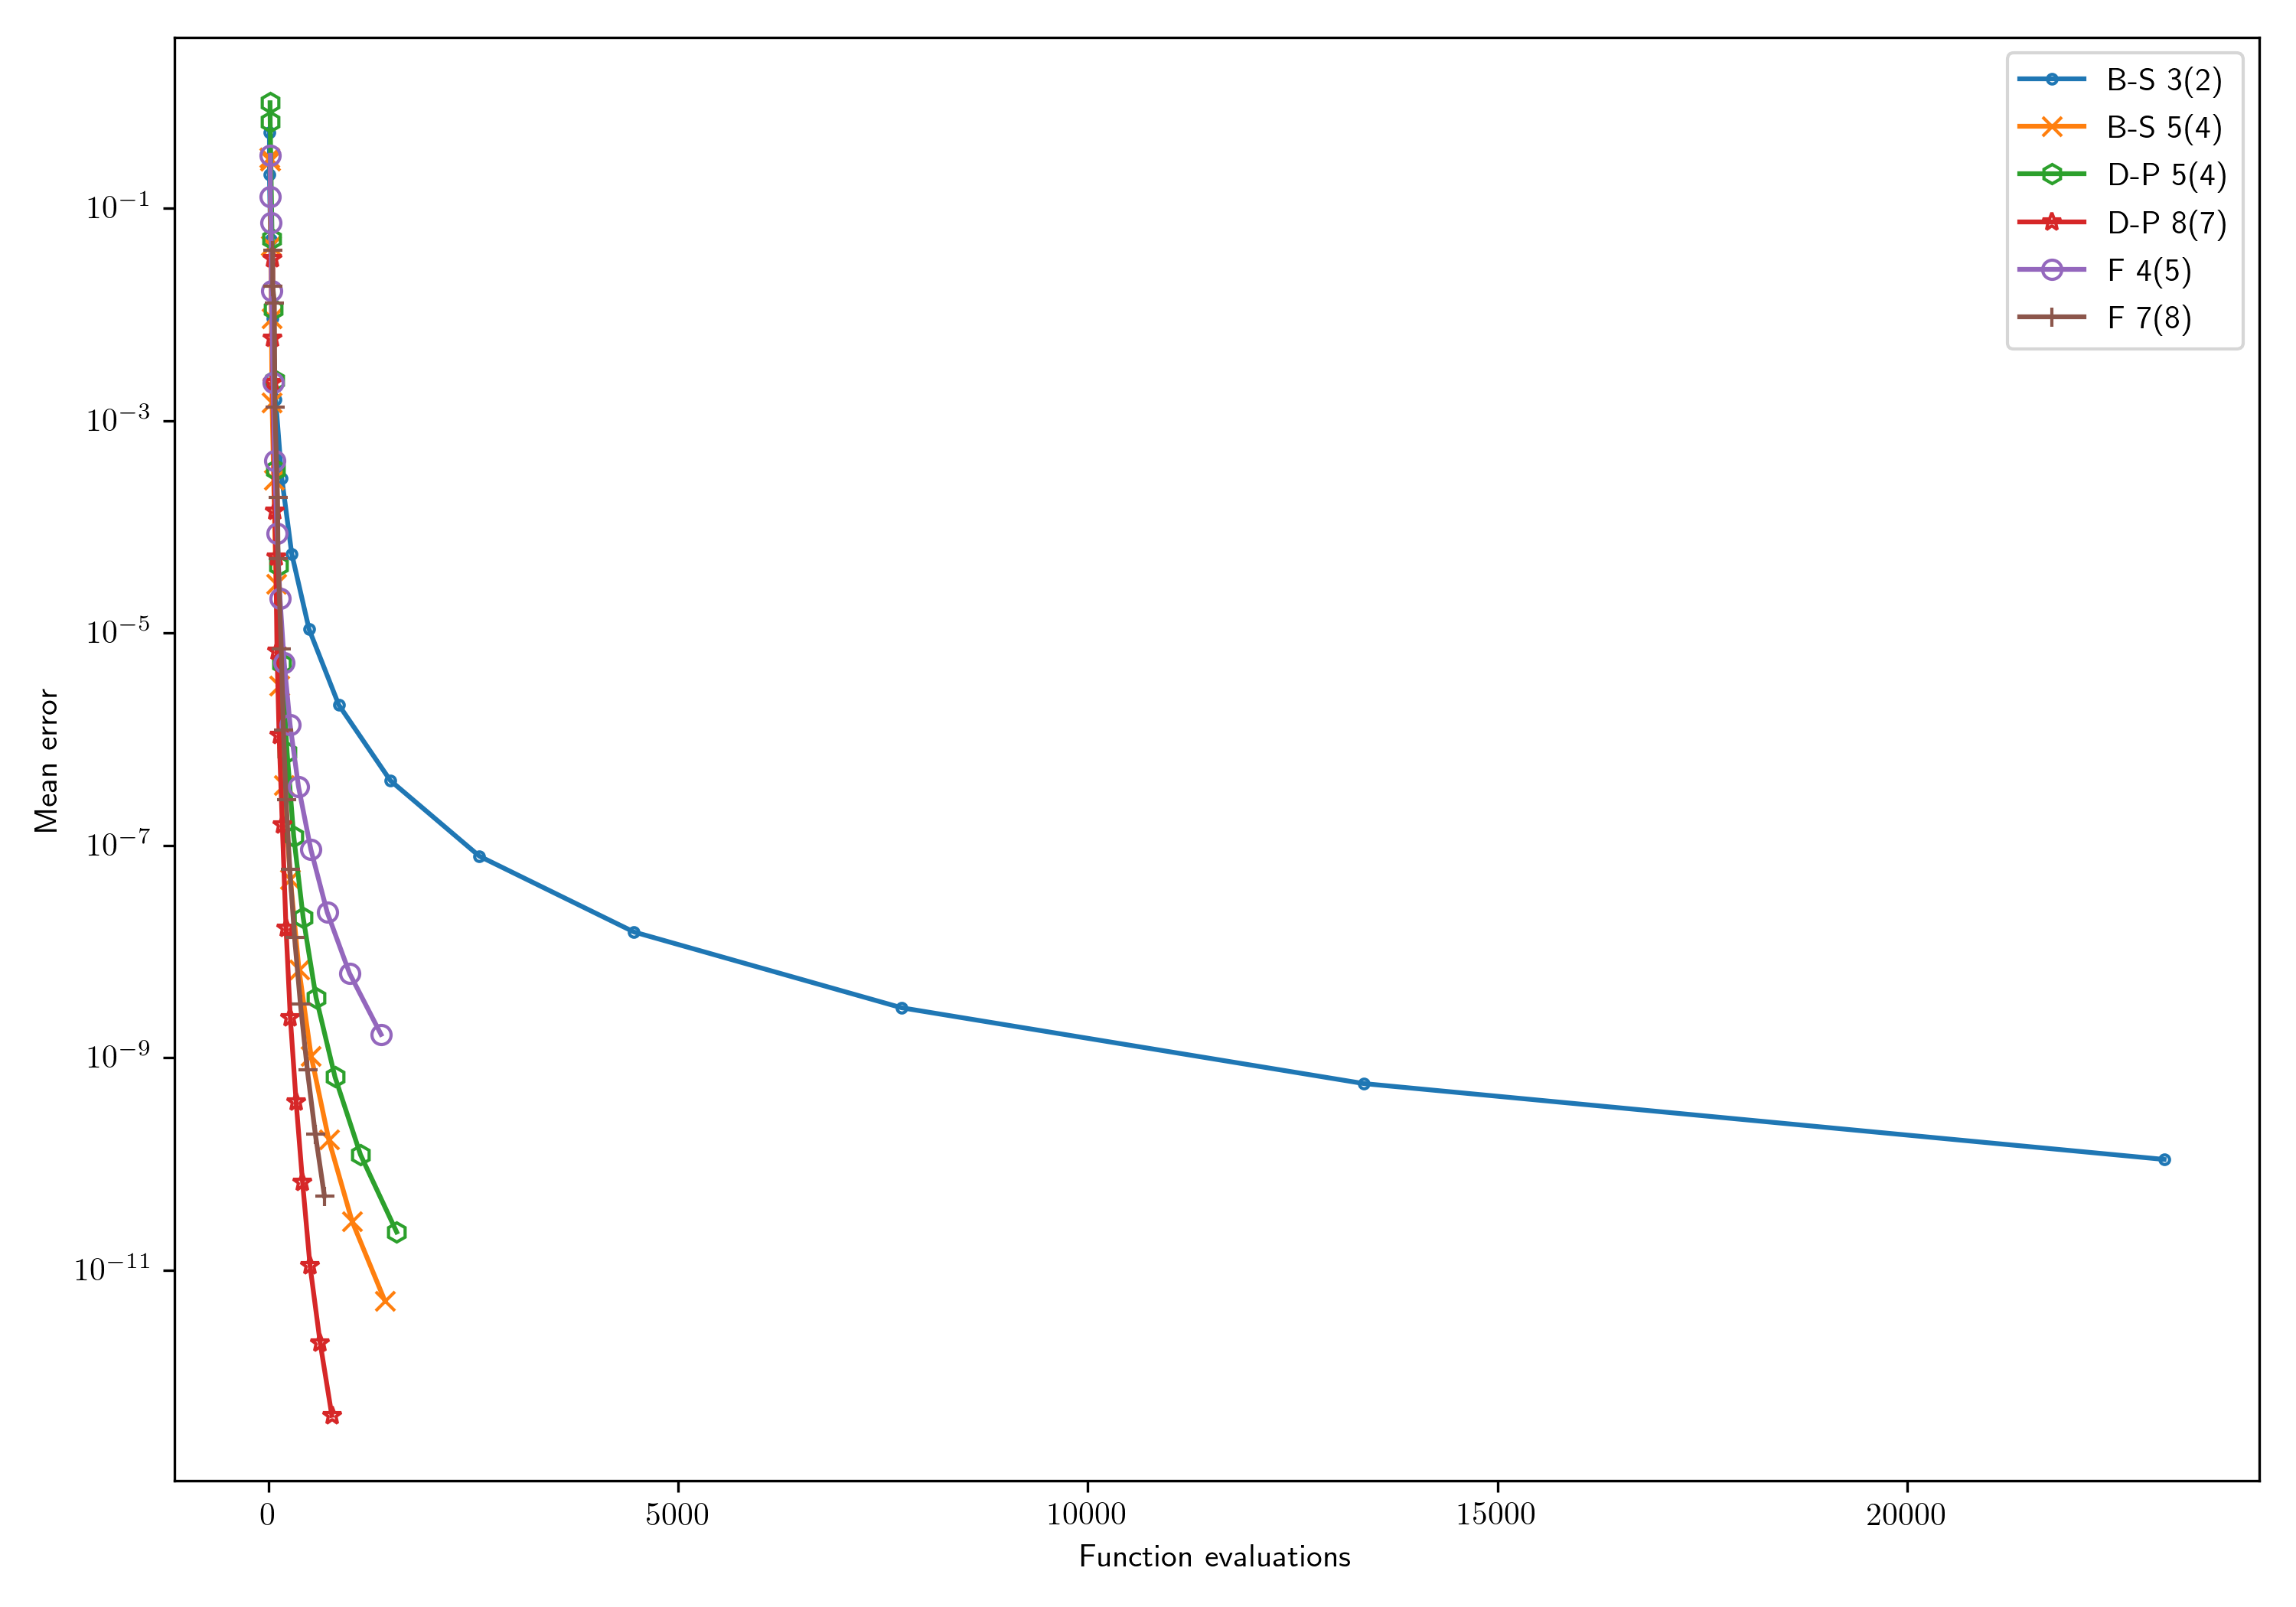 B-S 3(2)
B-S 5(4)
D-P 5(4)
D-P 8(7)
F 4(5)
F 7(8)
Mean error
10⁻¹
10⁻³
10⁻⁵
10⁻⁷
10⁻⁹
10⁻¹¹
0 5000 10000 15000 20000
Function evaluations